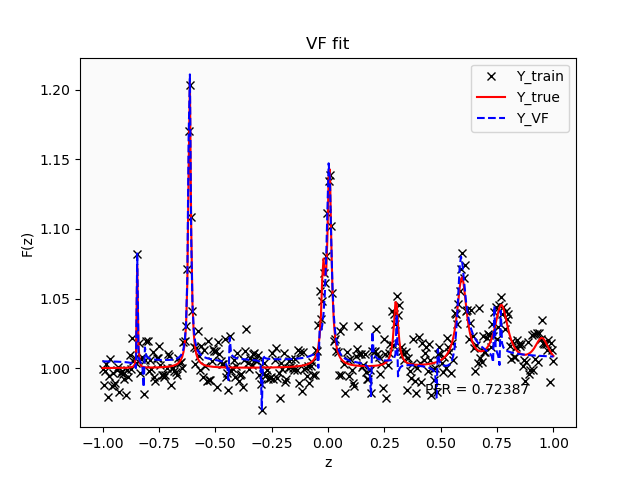 VF fit
Y_train
Y_true
Y_VF
1.20
1.15
1.10
1.05
1.00
F(z)
PFR = 0.72387
−1.00 −0.75 −0.50 −0.25 0.00 0.25 0.50 0.75 1.00
z